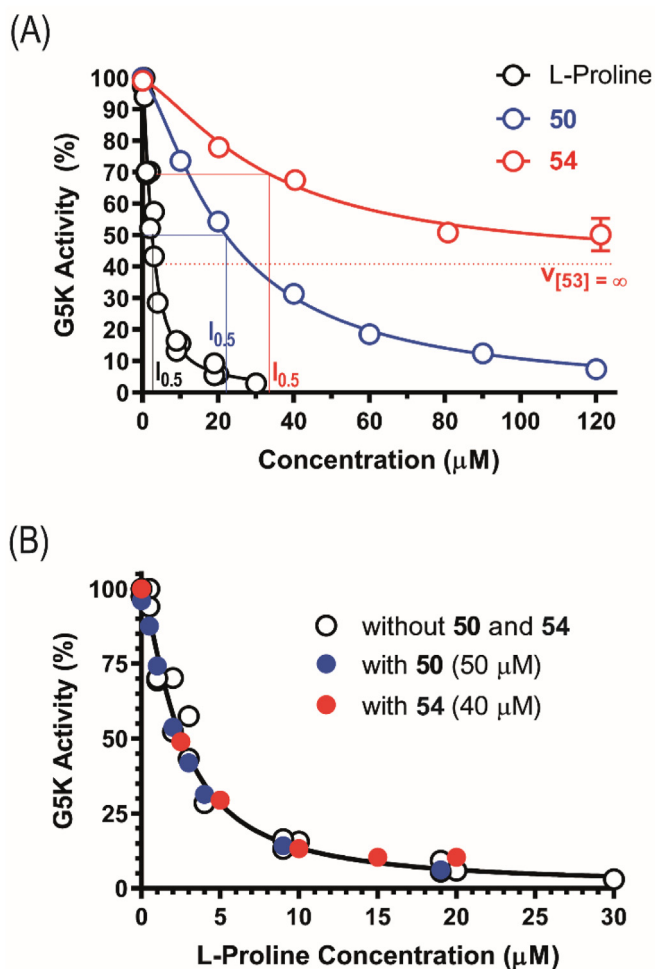 (A)
100
90
80
70
60
50
40
30
20
10
0
G5K Activity (%)
L-Proline
50
54
v[53] = ∞
I0.5
I0.5
I0.5
0 20 40 60 80 100 120
Concentration (μM)
(B)
100
75
50
25
0
G5K Activity (%)
without 50 and 54
with 50 (50 μM)
with 54 (40 μM)
0 5 10 15 20 25 30
L-Proline Concentration (μM)